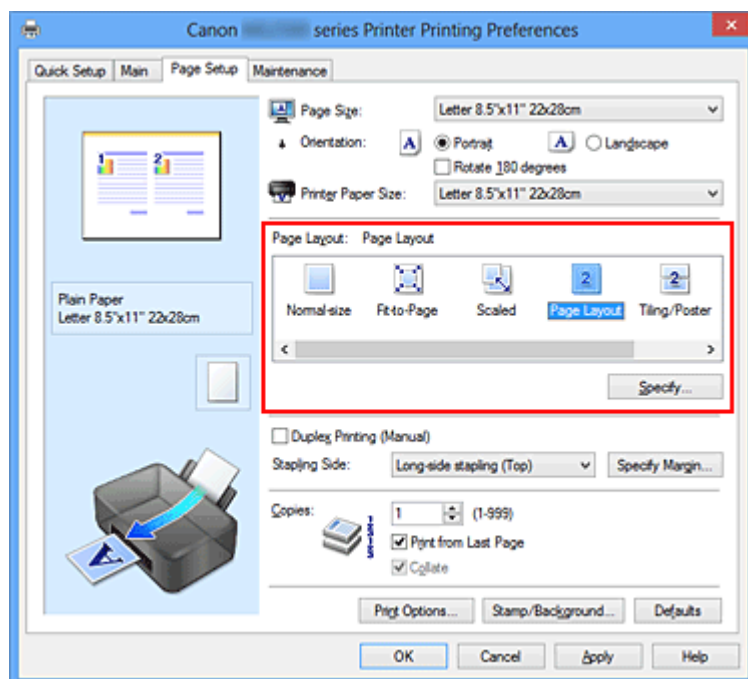 Canon series Printer Printing Preferences
Quick Setup Main Page Setup Maintenance
Page Size: Letter 8.5"x11" 22x28cm
Orientation: A Portrait A Landscape
Rotate 180 degrees
Printer Paper Size: Letter 8.5"x11" 22x28cm
1 2
Page Layout: Page Layout
2 2
Normal-size Fit-to-Page Scaled Page Layout Tiling/Poster
Plain Paper
Letter 8.5"x11" 22x28cm
Specify...
Duplex Printing (Manual)
Stapling Side: Long-side stapling (Top) Specify Margin...
Copies: 1 (1-999)
Print from Last Page
Collate
A
Print Options... Stamp/Background... Defaults
OK Cancel Apply Help